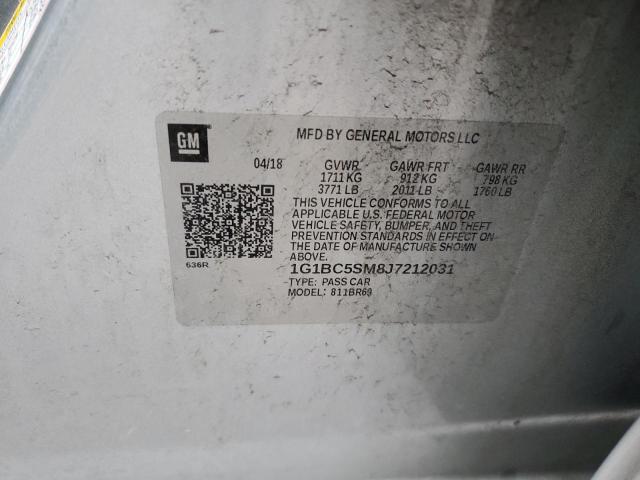 GM
MFD BY GENERAL MOTORS LLC
04/18 GVWR GAWR FRT GAWR RR
1711 KG 912 KG 798 KG
3771 LB 2011 LB 1760 LB
THIS VEHICLE CONFORMS TO ALL
APPLICABLE U.S. FEDERAL MOTOR
VEHICLE SAFETY, BUMPER, AND THEFT
PREVENTION STANDARDS IN EFFECT ON
THE DATE OF MANUFACTURE SHOWN
ABOVE.
636R
1G1BC5SM8J7212031
TYPE: PASS CAR
MODEL: 811BR69